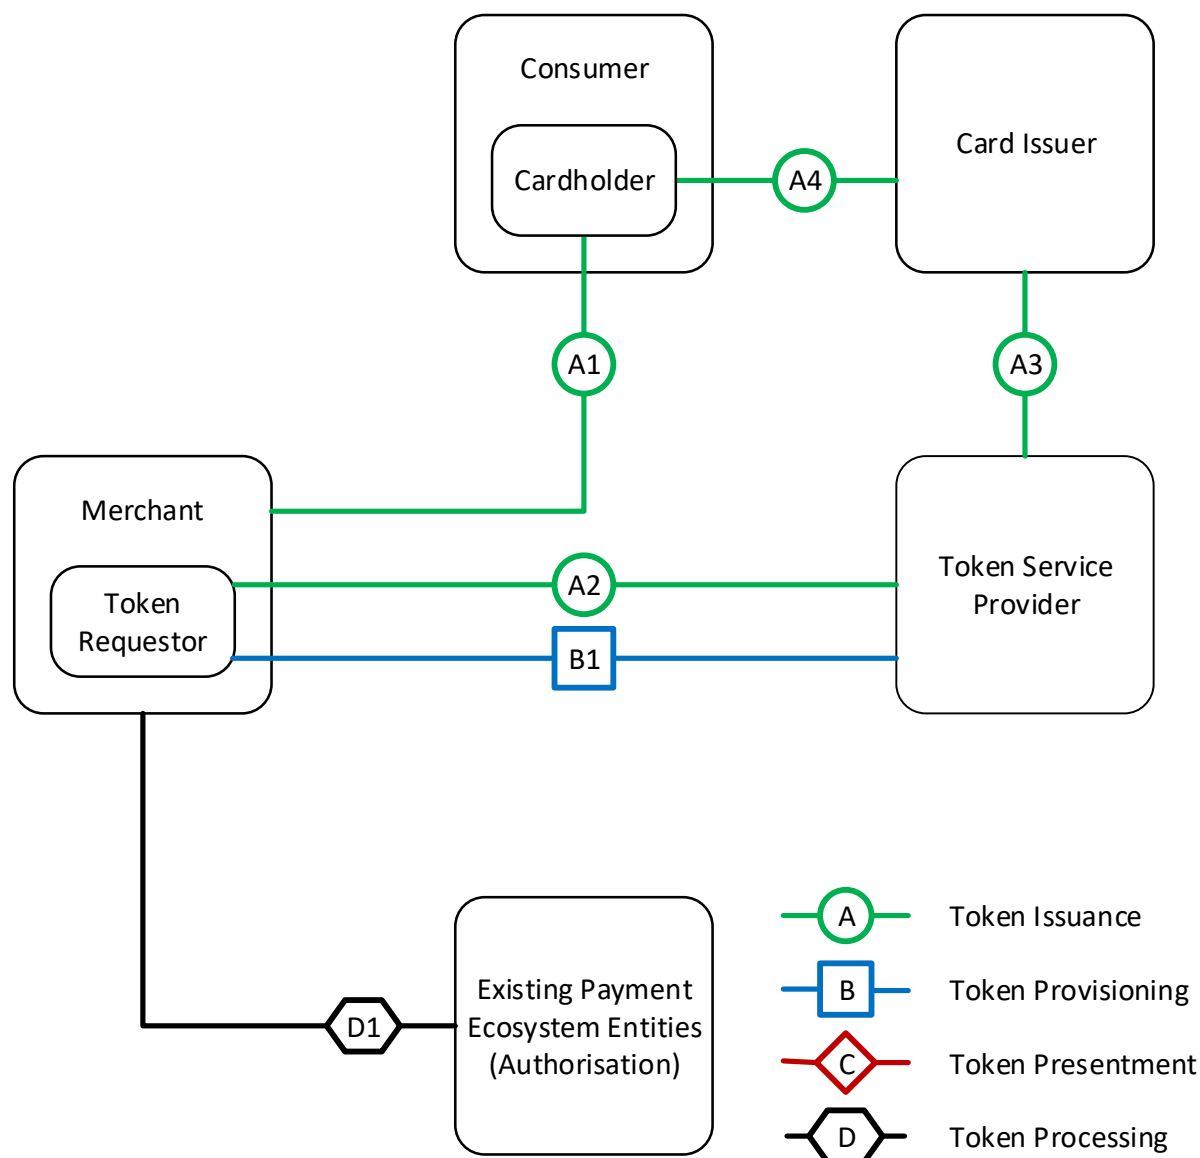 Consumer
Cardholder
A4
Card Issuer
A1
A3
Merchant
Token
Requestor
A2
B1
Token Service
Provider
D1
Existing Payment
Ecosystem Entities
(Authorisation)
A Token Issuance
B Token Provisioning
C Token Presentment
D Token Processing